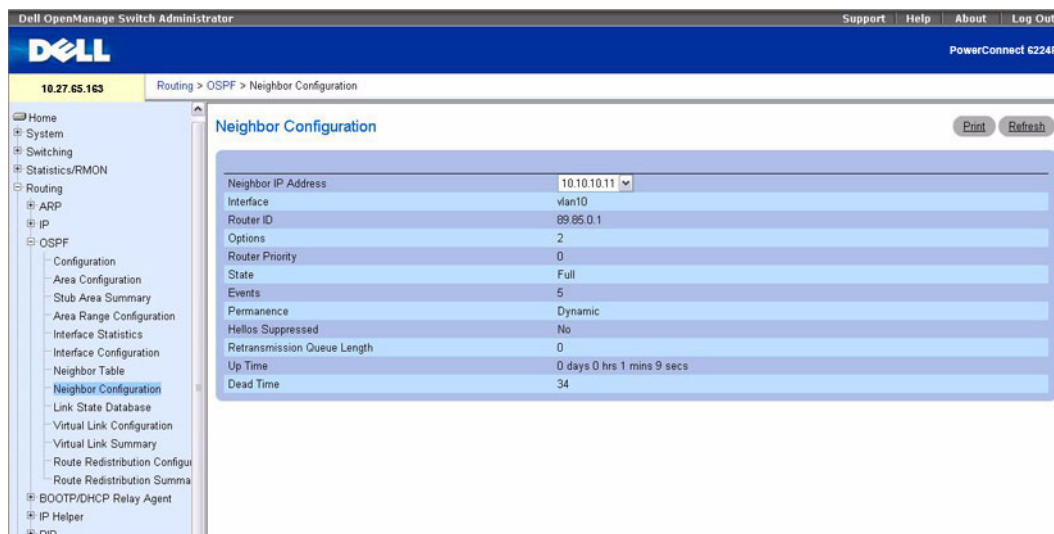 Dell OpenManage Switch Administrator
Support Help About Log Out
DELL
PowerConnect 6224
10.27.65.163
Routing > OSPF > Neighbor Configuration
Home
System
Switching
Statistics/RMON
Routing
ARP
IP
OSPF
Configuration
Area Configuration
Stub Area Summary
Area Range Configuration
Interface Statistics
Interface Configuration
Neighbor Table
Neighbor Configuration
Link State Database
Virtual Link Configuration
Virtual Link Summary
Route Redistribution Configu
Route Redistribution Summa
BOOTP/DHCP Relay Agent
IP Helper
Neighbor Configuration
Print Refresh
Neighbor IP Address 10.10.10.11
Interface vlan10
Router ID 89.85.0.1
Options 2
Router Priority 0
State Full
Events 5
Permanence Dynamic
Hellos Suppressed No
Retransmission Queue Length 0
Up Time 0 days 0 hrs 1 mins 9 secs
Dead Time 34